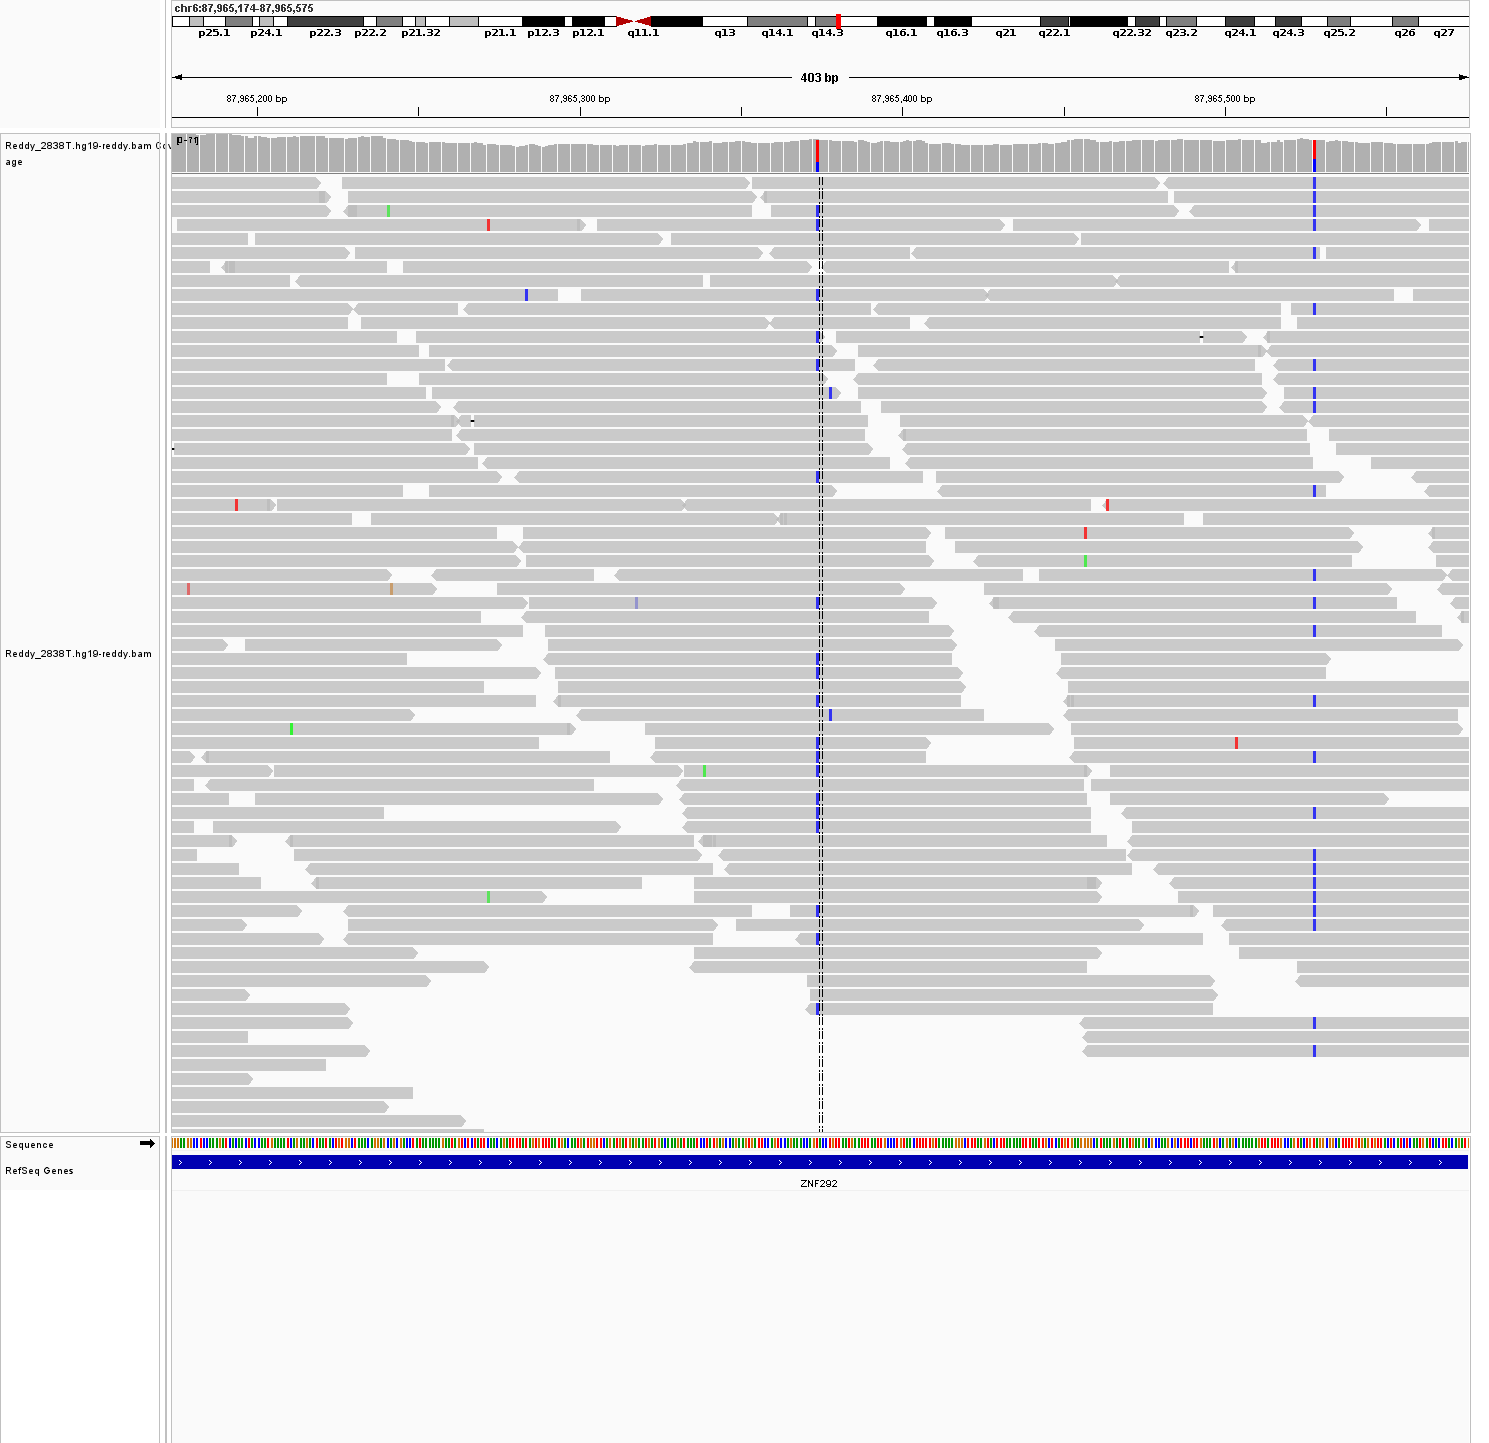 chr6:87,965,174-87,965,575
p25.1 p24.1 p22.3 p22.2 p21.32 p21.1 p12.3 p12.1 q11.1 q13 q14.1 q14.3 q16.1 q16.3 q21 q22.1 q22.32 q23.2 q24.1 q24.3 q25.2 q26 q27
403 bp
87,965,200 bp 87,965,300 bp 87,965,400 bp 87,965,500 bp
Reddy_2838T.hg19-reddy.bam Cov
age
[0-71]
Reddy_2838T.hg19-reddy.bam
Sequence
RefSeq Genes
ZNF292